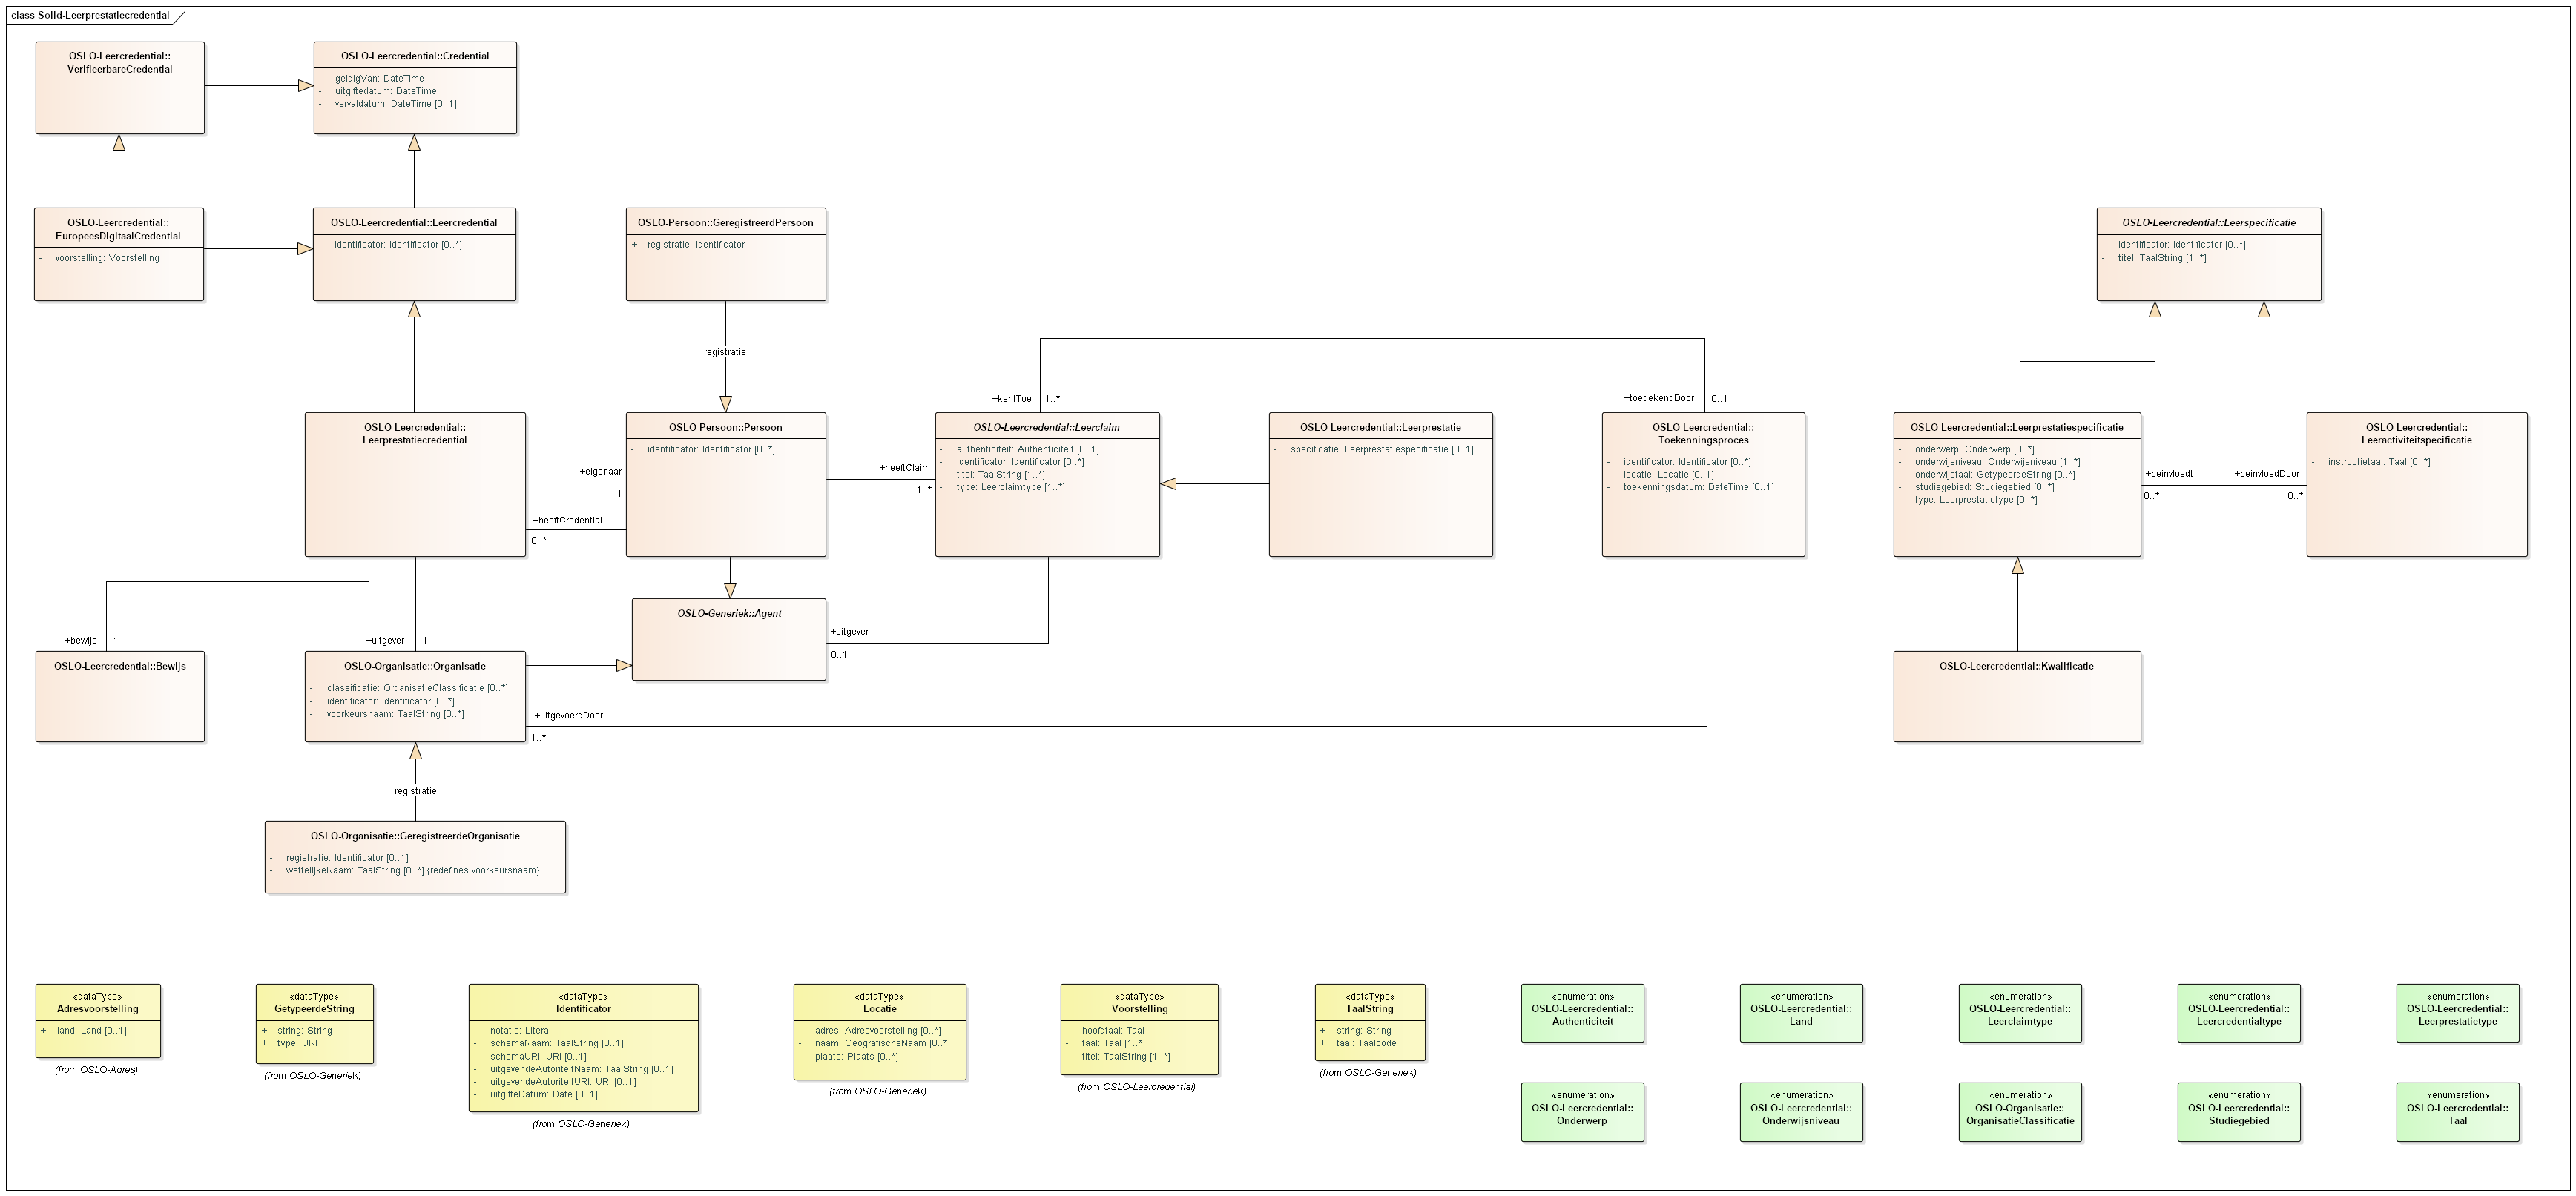 class Solid-Leerprestatiecredential
OSLO-Leercredential::
VerifieerbareCredential
OSLO-Leercredential::Credential
- geldigVan: DateTime
- uitgiftedatum: DateTime
- vervaldatum: DateTime [0..1]
OSLO-Leercredential::
EuropeesDigitaalCredential
- voorstelling: Voorstelling
OSLO-Leercredential::Leercredential
- identificator: Identificator [0..*]
OSLO-Persoon::GeregistreerdPersoon
+ registratie: Identificator
OSLO-Leercredential::Leerspecificatie
- identificator: Identificator [0..*]
- titel: TaalString [1..*]
registratie
+kentToe
1..*
+toegekendDoor
0..1
OSLO-Leercredential::
Leerprestatiecredential
+eigenaar
1
+heeftCredential
0..*
OSLO-Persoon::Persoon
- identificator: Identificator [0..*]
+heeftClaim
1..*
OSLO-Leercredential::Leerclaim
- authenticiteit: Authenticiteit [0..1]
- identificator: Identificator [0..*]
- titel: TaalString [1..*]
- type: Leerclaimtype [1..*]
OSLO-Leercredential::Leerprestatie
- specificatie: Leerprestatiespecificatie [0..1]
OSLO-Leercredential::
Toekenningsproces
- identificator: Identificator [0..*]
- locatie: Locatie [0..1]
- toekenningsdatum: DateTime [0..1]
OSLO-Leercredential::Leerprestatiespecificatie
- onderwerp: Onderwerp [0..*]
- onderwijsniveau: Onderwijsniveau [1..*]
- onderwijstaal: GetypeerdeString [0..*]
- studiegebied: Studiegebied [0..*]
- type: Leerprestatietype [0..*]
+beinvloedt
0..*
+beinvloedDoor
0..*
OSLO-Leercredential::
Leeractiviteitspecificatie
- instructietaal: Taal [0..*]
+bewijs
1
+uitgever
1
OSLO-Generiek::Agent
+uitgever
0..1
OSLO-Leercredential::Bewijs
OSLO-Organisatie::Organisatie
- classificatie: OrganisatieClassificatie [0..*]
- identificator: Identificator [0..*]
- voorkeursnaam: TaalString [0..*]
+uitgevoerdDoor
1..*
OSLO-Leercredential::Kwalificatie
registratie
OSLO-Organisatie::GeregistreerdeOrganisatie
- registratie: Identificator [0..1]
- wettelijkeNaam: TaalString [0..*] {redefines voorkeursnaam}
«dataType»
Adresvoorstelling
+ land: Land [0..1]
(from OSLO-Adres)
«dataType»
GetypeerdeString
+ string: String
+ type: URI
(from OSLO-Generiek)
«dataType»
Identificator
- notatie: Literal
- schemaNaam: TaalString [0..1]
- schemaURI: URI [0..1]
- uitgevendeAutoriteitNaam: TaalString [0..1]
- uitgevendeAutoriteitURI: URI [0..1]
- uitgifteDatum: Date [0..1]
(from OSLO-Generiek)
«dataType»
Locatie
- adres: Adresvoorstelling [0..*]
- naam: GeografischeNaam [0..*]
- plaats: Plaats [0..*]
(from OSLO-Generiek)
«dataType»
Voorstelling
- hoofdtaal: Taal
- taal: Taal [1..*]
- titel: TaalString [1..*]
(from OSLO-Leercredential)
«dataType»
TaalString
+ string: String
+ taal: Taalcode
(from OSLO-Generiek)
«enumeration»
OSLO-Leercredential::
Authenticiteit
«enumeration»
OSLO-Leercredential::
Land
«enumeration»
OSLO-Leercredential::
Leerclaimtype
«enumeration»
OSLO-Leercredential::
Leercredentialtype
«enumeration»
OSLO-Leercredential::
Leerprestatietype
«enumeration»
OSLO-Leercredential::
Onderwerp
«enumeration»
OSLO-Leercredential::
Onderwijsniveau
«enumeration»
OSLO-Organisatie::
OrganisatieClassificatie
«enumeration»
OSLO-Leercredential::
Studiegebied
«enumeration»
OSLO-Leercredential::
Taal